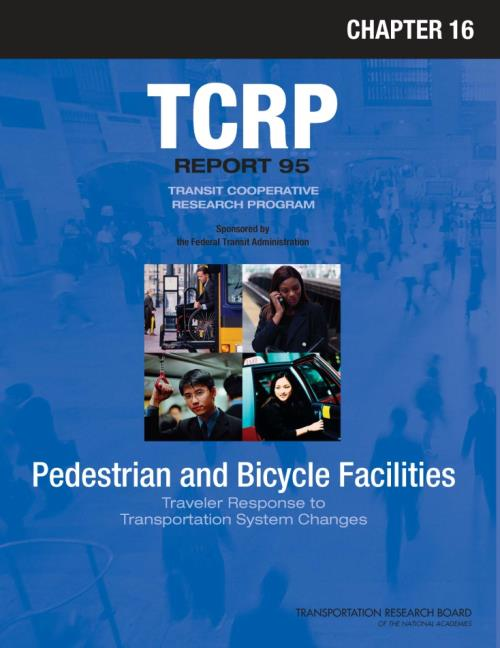 CHAPTER 16
TCRP
REPORT 95
TRANSIT COOPERATIVE
RESEARCH PROGRAM
Sponsored by
the Federal Transit Administration
Pedestrian and Bicycle Facilities
Traveler Response to
Transportation System Changes
TRANSPORTATION RESEARCH BOARD
OF THE NATIONAL ACADEMIES